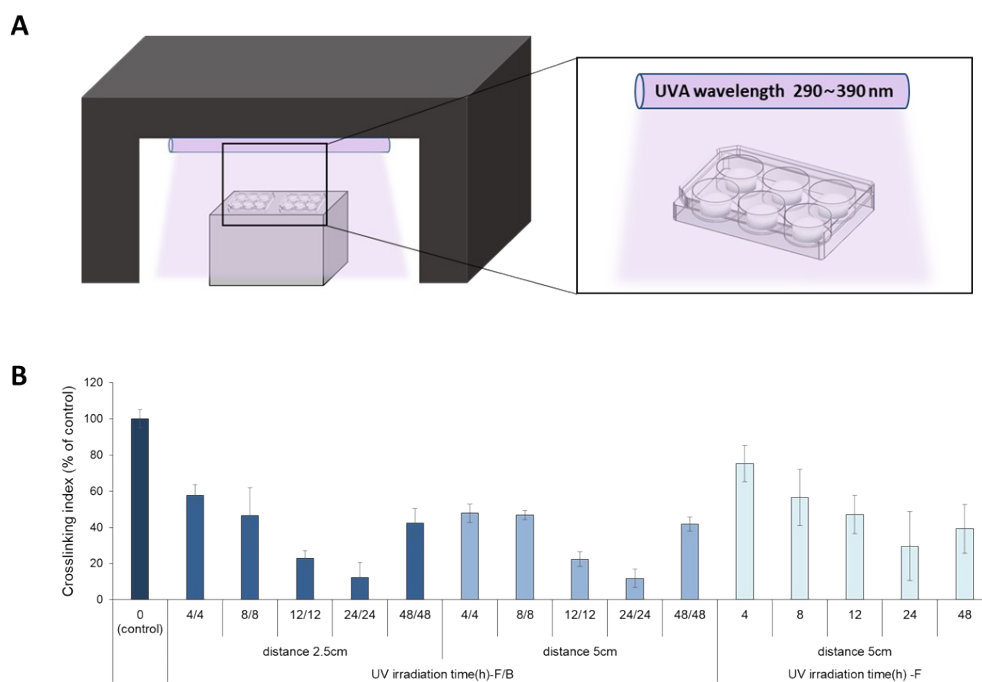 A
UVA wavelength 290~390 nm
B
Crosslinking index (% of control)
120
100
80
60
40
20
0
0 4/4 8/8 12/12 24/24 48/48 4/4 8/8 12/12 24/24 48/48 4 8 12 24 48
(control)
distance 2.5cm distance 5cm distance 5cm
UV irradiation time(h)-F/B UV irradiation time(h) -F